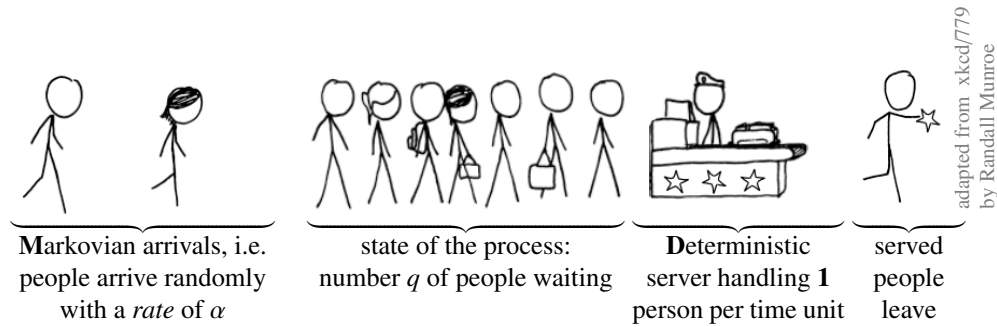 adapted from xkcd/779
by Randall Munroe
Markovian arrivals, i.e.
people arrive randomly
with a rate of α
state of the process:
number q of people waiting
Deterministic
server handling 1
person per time unit
served
people
leave